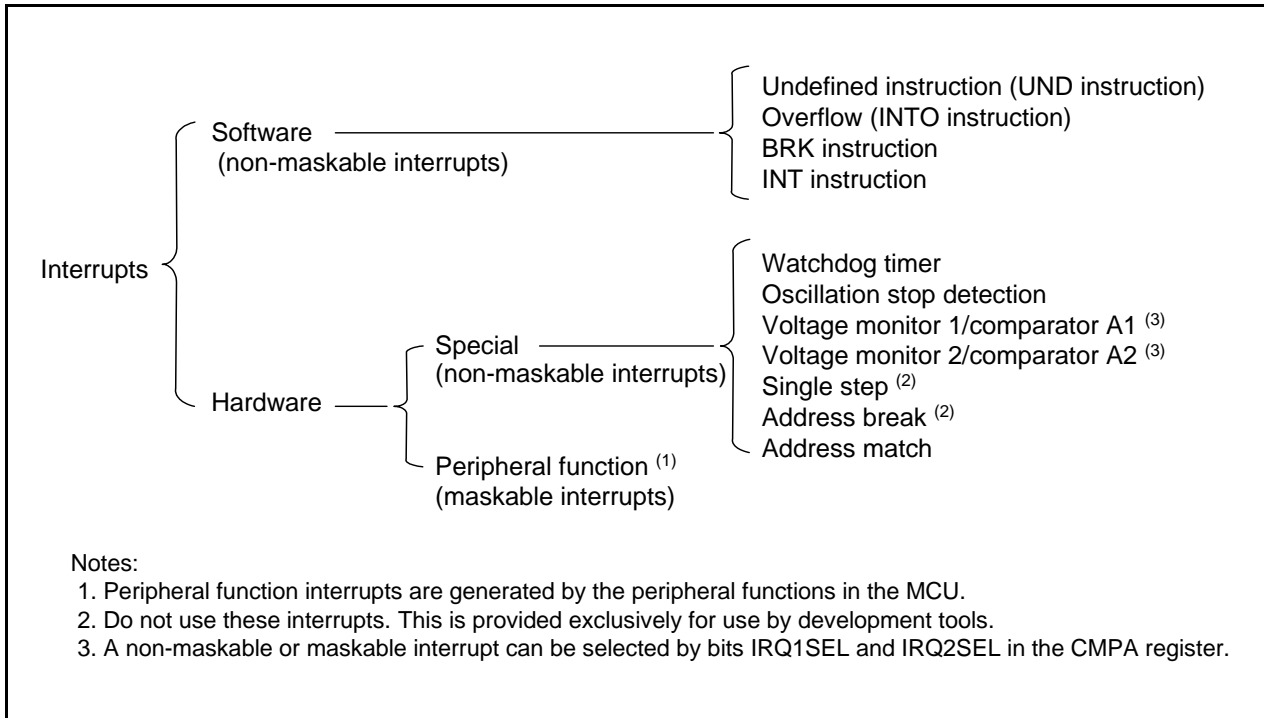 Interrupts
Software
(non-maskable interrupts)
Undefined instruction (UND instruction)
Overflow (INTO instruction)
BRK instruction
INT instruction
Hardware
Special
(non-maskable interrupts)
Watchdog timer
Oscillation stop detection
Voltage monitor 1/comparator A1 (3)
Voltage monitor 2/comparator A2 (3)
Single step (2)
Address break (2)
Address match
Peripheral function (1)
(maskable interrupts)
Notes:
1. Peripheral function interrupts are generated by the peripheral functions in the MCU.
2. Do not use these interrupts. This is provided exclusively for use by development tools.
3. A non-maskable or maskable interrupt can be selected by bits IRQ1SEL and IRQ2SEL in the CMPA register.